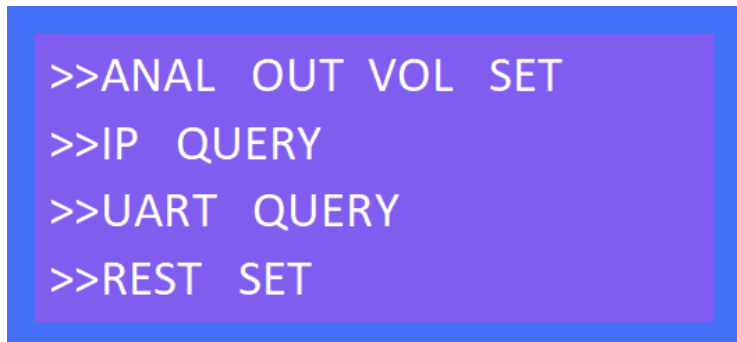 >>ANAL OUT VOL SET
>>IP QUERY
>>UART QUERY
>>REST SET